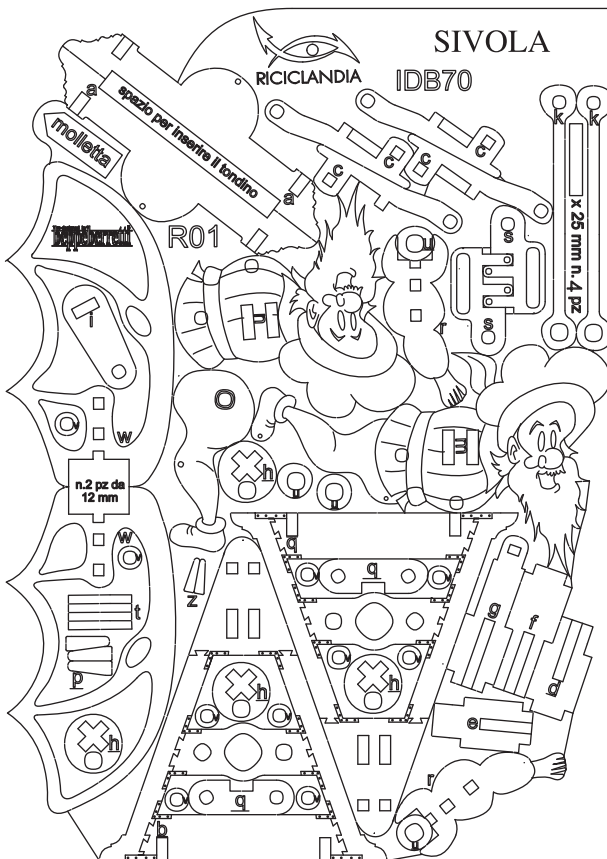 SIVOLA
RICICLANDIA
IDB70
a
spazio per inserire il tondino
molletta
k
k
c
c
c
c
a
x 25 mm n. 4 pz
beppeberretti
R01
u
s
s
r
i
n
o
v
w
m
n.2 pz da
12 mm
h
u
u
w
v
q
v
q
v
z
t
g
f
p
v
v
d
h
h
v
v
e
h
r
v
q
v
b
u